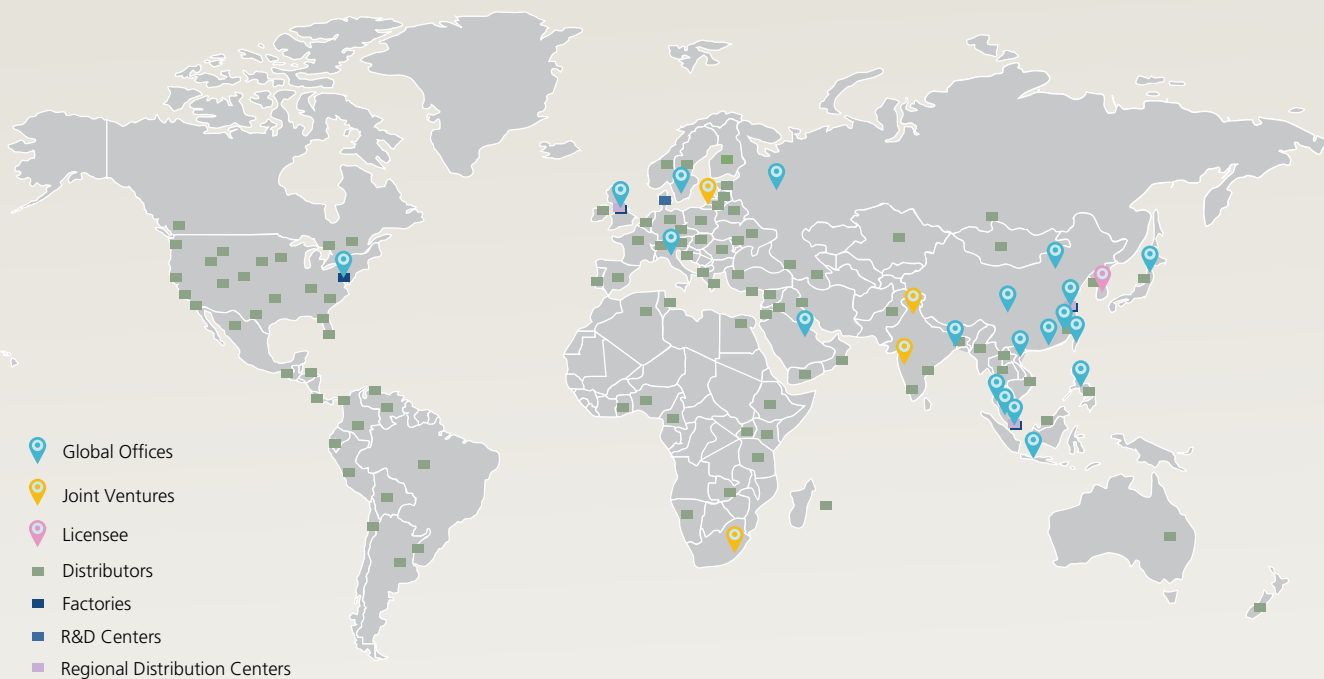 Global Offices
Joint Ventures
Licensee
Distributors
Factories
R&D Centers
Regional Distribution Centers